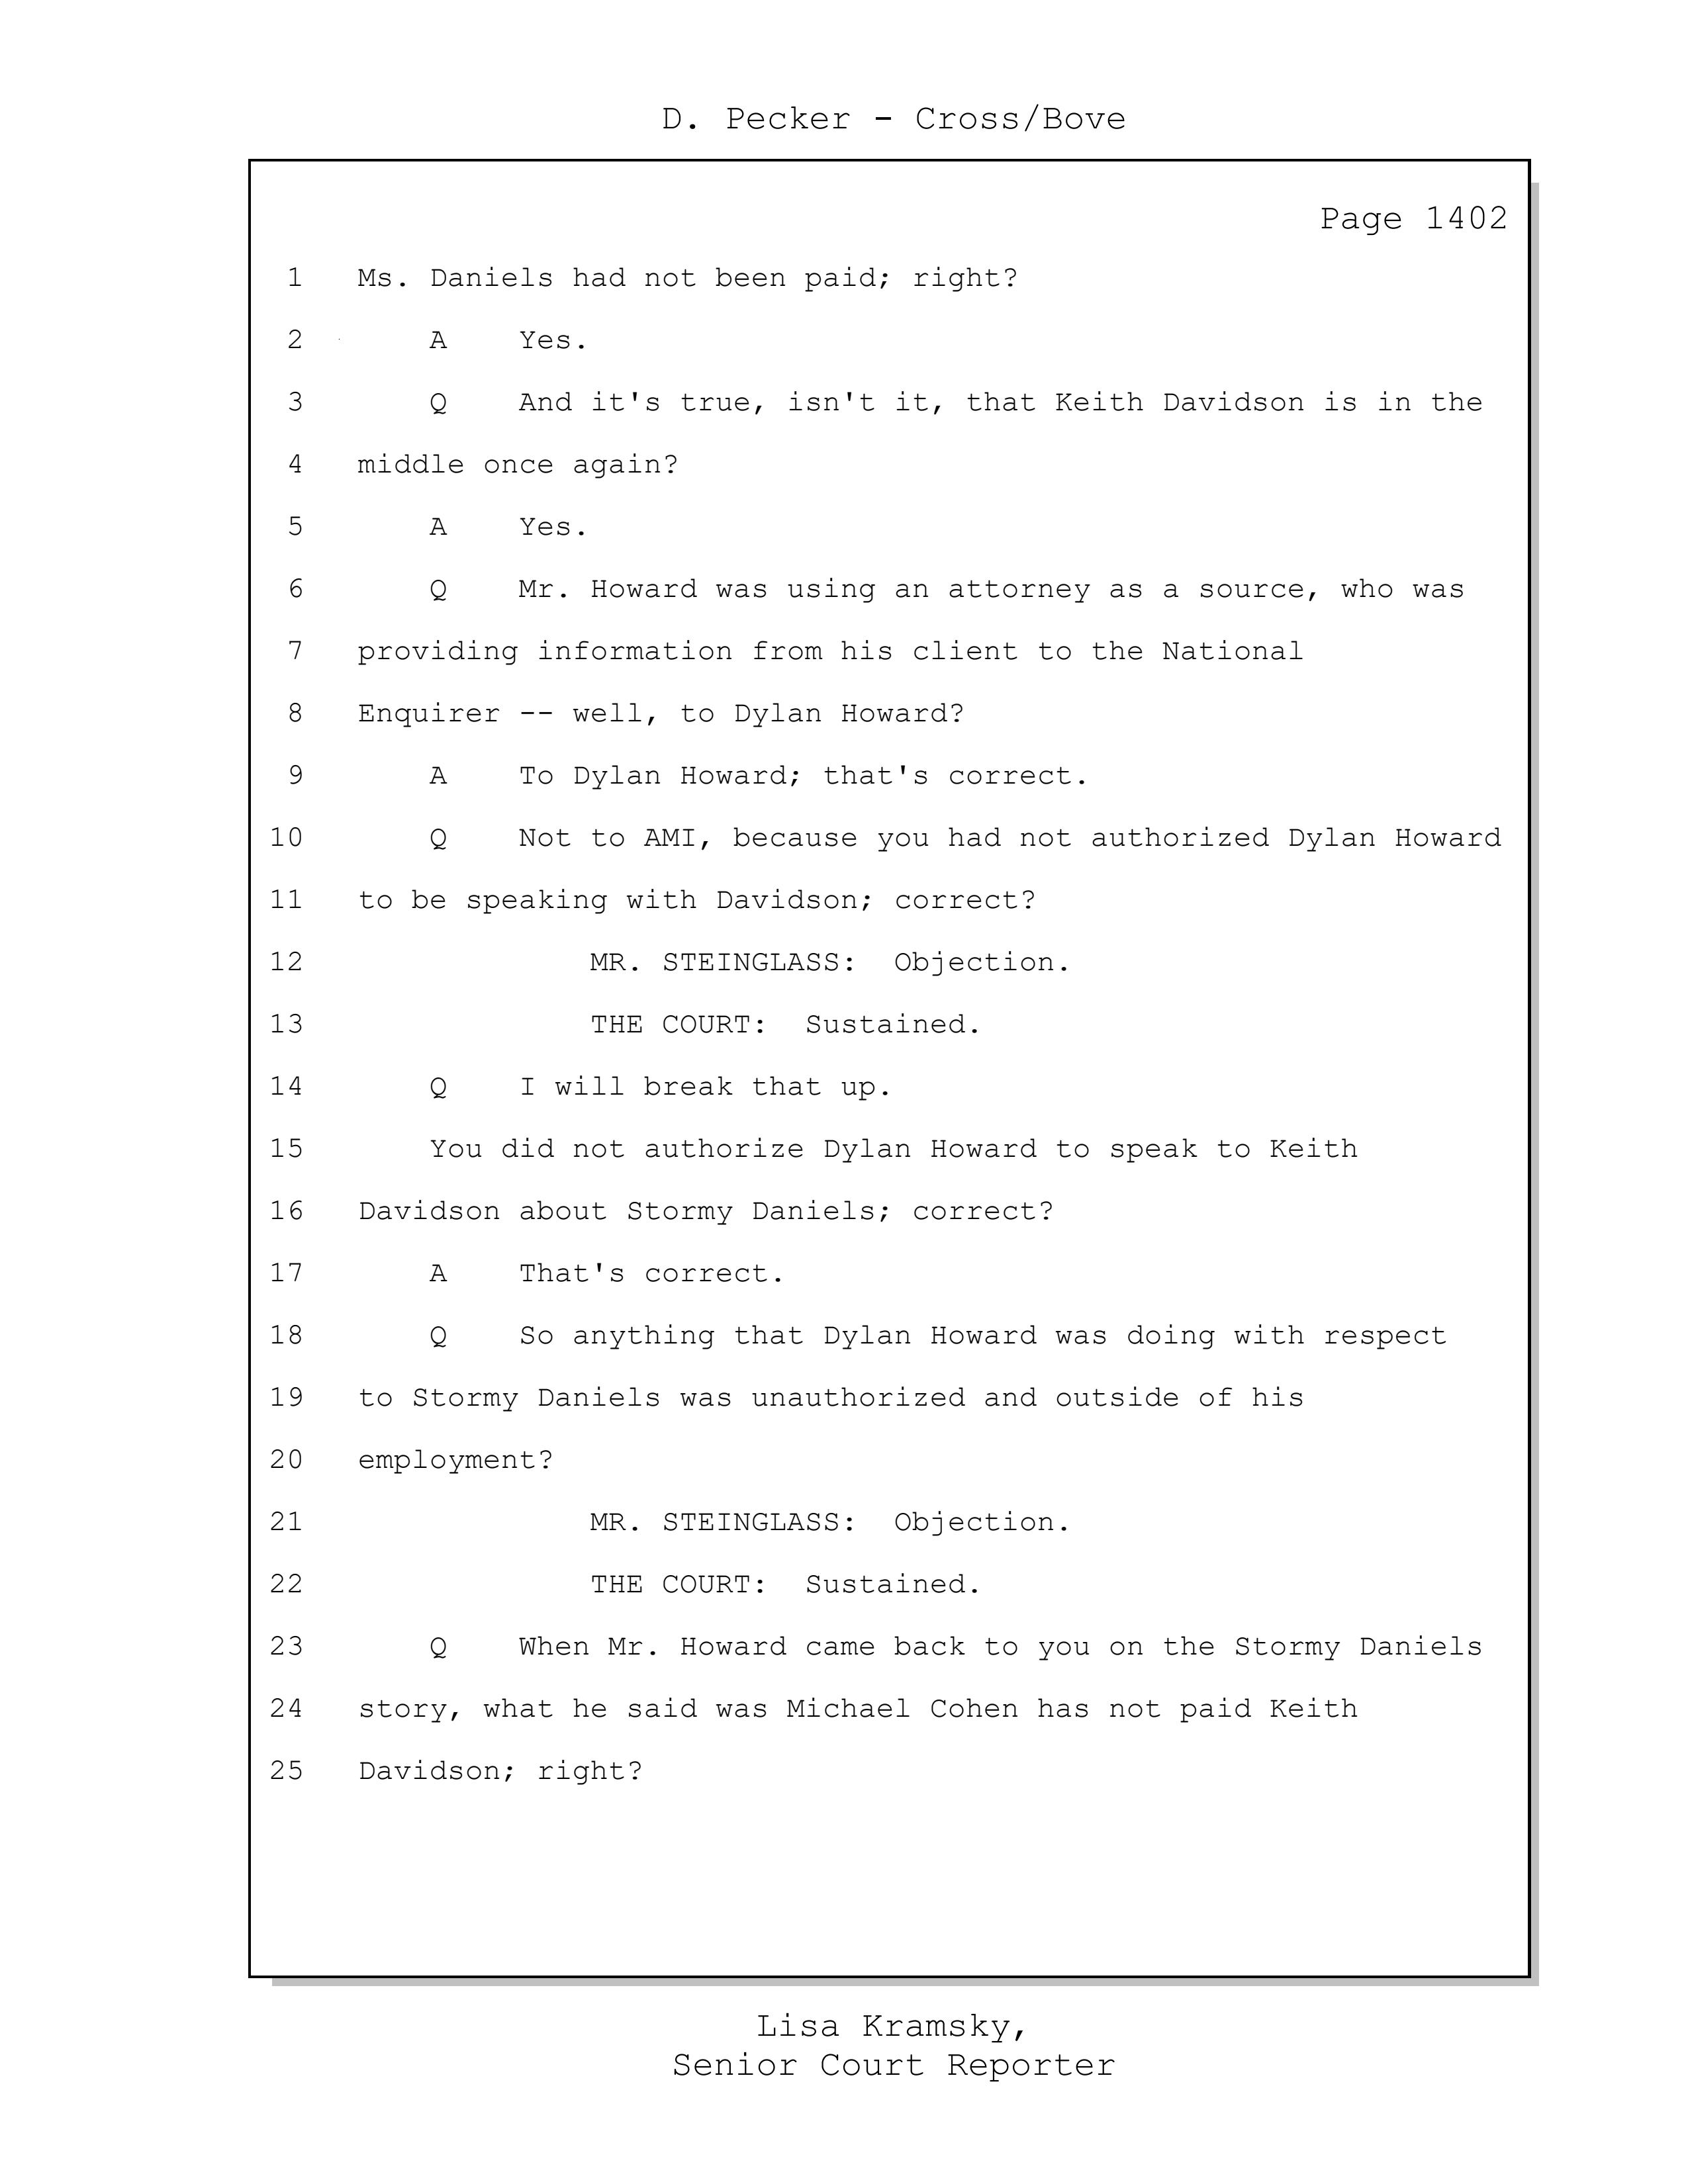 D. Pecker - Cross/Bove
Page 1402
1 Ms. Daniels had not been paid; right?
2 A Yes.
3 Q And it's true, isn't it, that Keith Davidson is in the
4 middle once again?
5 A Yes.
6 Q Mr. Howard was using an attorney as a source, who was
7 providing information from his client to the National
8 Enquirer -- well, to Dylan Howard?
9 A To Dylan Howard; that's correct.
10 Q Not to AMI, because you had not authorized Dylan Howard
11 to be speaking with Davidson; correct?
12 MR. STEINGLASS: Objection.
13 THE COURT: Sustained.
14 Q I will break that up.
15 You did not authorize Dylan Howard to speak to Keith
16 Davidson about Stormy Daniels; correct?
17 A That's correct.
18 Q So anything that Dylan Howard was doing with respect
19 to Stormy Daniels was unauthorized and outside of his
20 employment?
21 MR. STEINGLASS: Objection.
22 THE COURT: Sustained.
23 Q When Mr. Howard came back to you on the Stormy Daniels
24 story, what he said was Michael Cohen has not paid Keith
25 Davidson; right?
Lisa Kramsky,
Senior Court Reporter